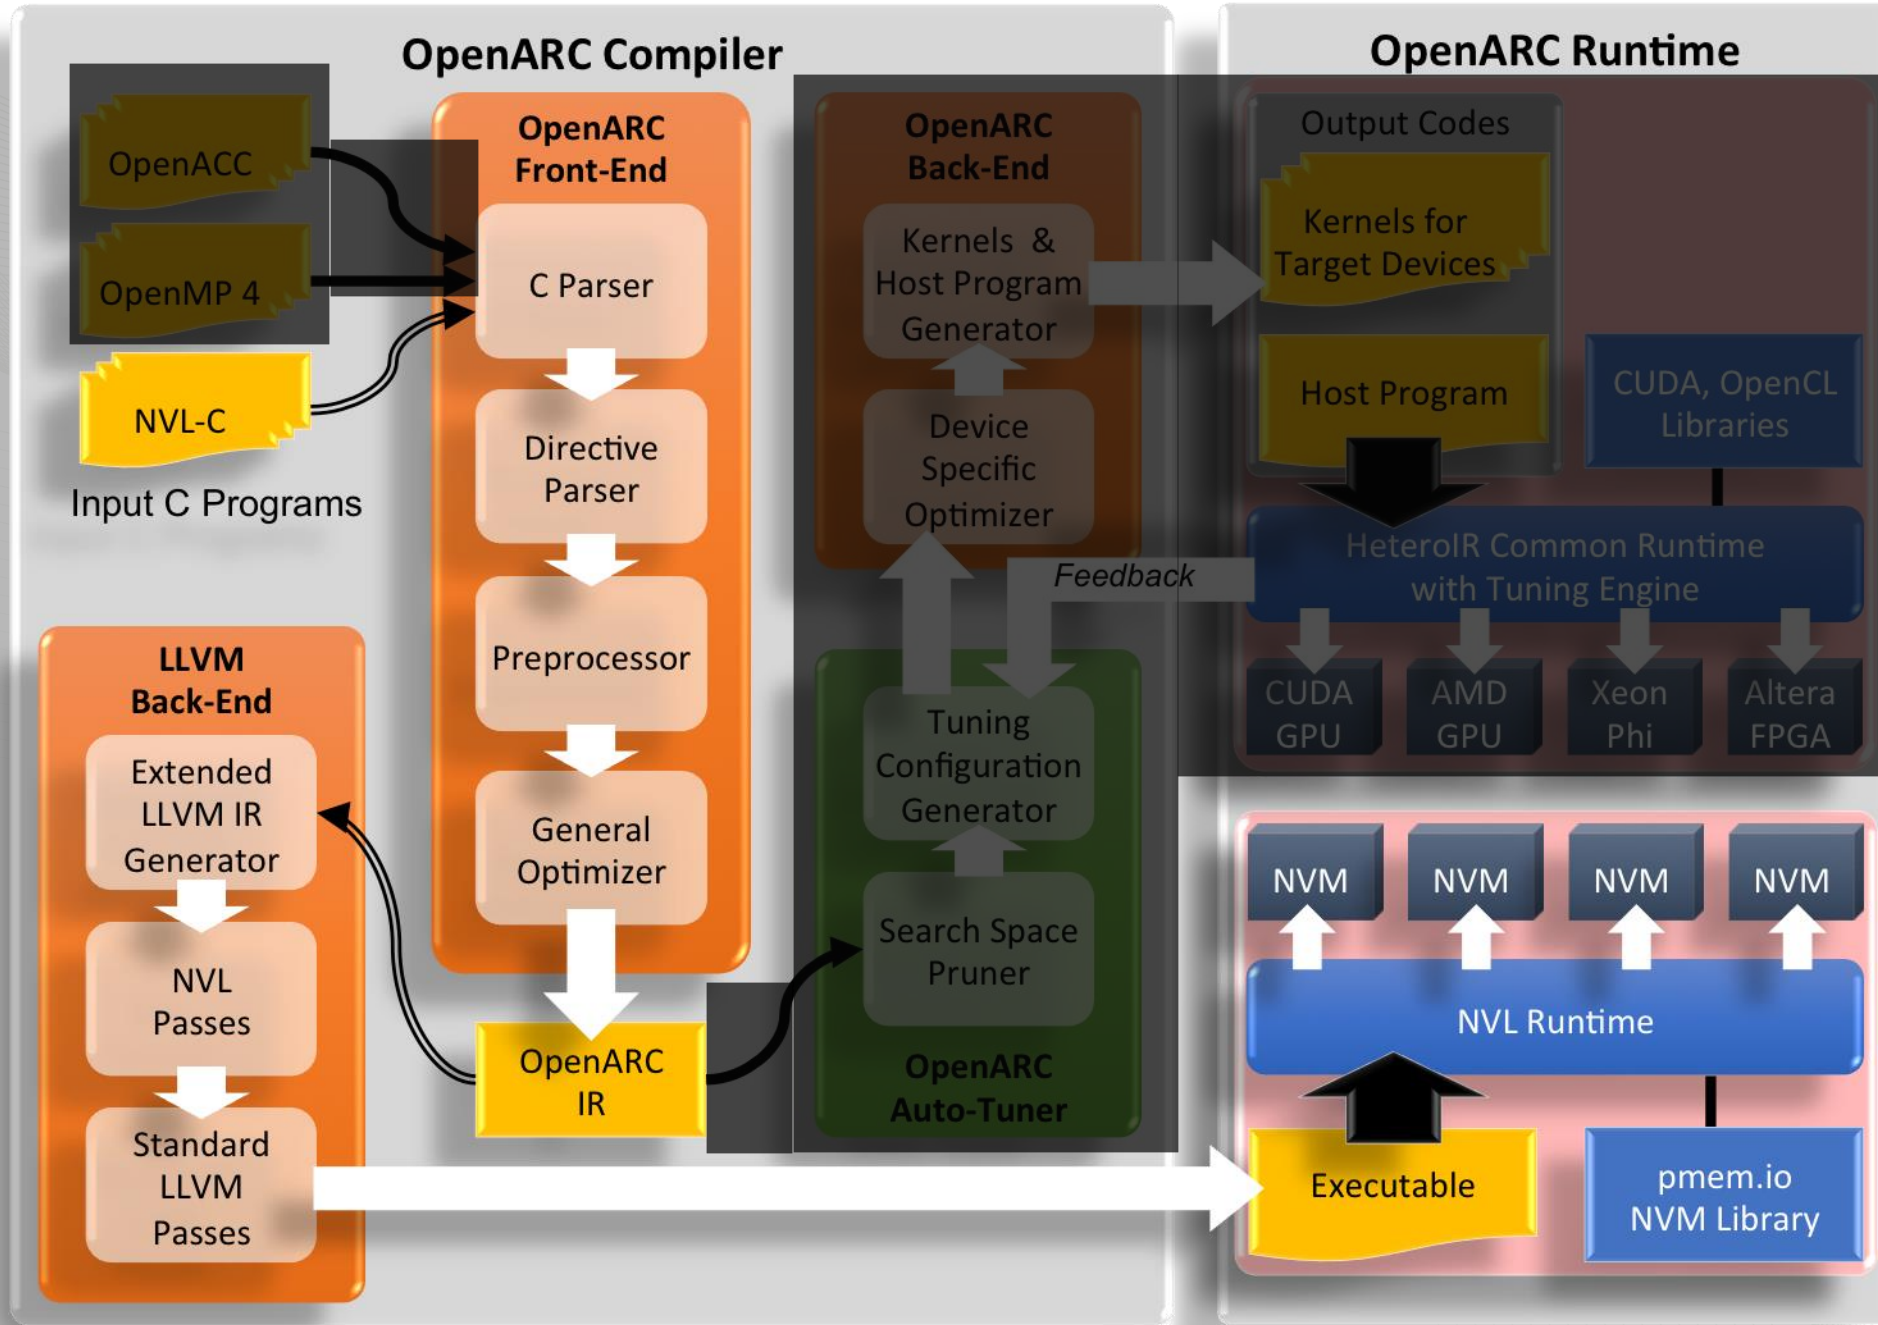 OpenARC Compiler
OpenACC
OpenMP 4
NVL-C
Input C Programs
OpenARC
Front-End
C Parser
Directive
Parser
Preprocessor
General
Optimizer
OpenARC
IR
LLVM
Back-End
Extended
LLVM IR
Generator
NVL
Passes
Standard
LLVM
Passes
OpenARC
Back-End
Kernels &
Host Program
Generator
Device
Specific
Optimizer
Feedback
Tuning
Configuration
Generator
Search Space
Pruner
OpenARC
Auto-Tuner
OpenARC Runtime
Output Codes
Kernels for
Target Devices
Host Program
CUDA, OpenCL
Libraries
HeteroIR Common Runtime
with Tuning Engine
CUDA
GPU
AMD
GPU
Xeon
Phi
Altera
FPGA
NVM
NVM
NVM
NVM
NVL Runtime
Executable
pmem.io
NVM Library